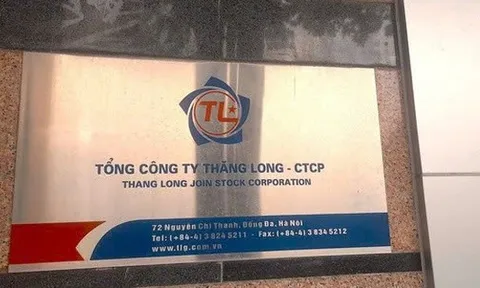 TL
TỔNG CÔNG TY THĂNG LONG - CTCP
THANG LONG JOIN STOCK CORPORATION
72 Nguyễn Chí Thanh, Đống Đa, Hà Nội
Tel: (+84-4) 3 824 5211 - Fax: (+84-4) 3 834 5212
www.tlg.com.vn